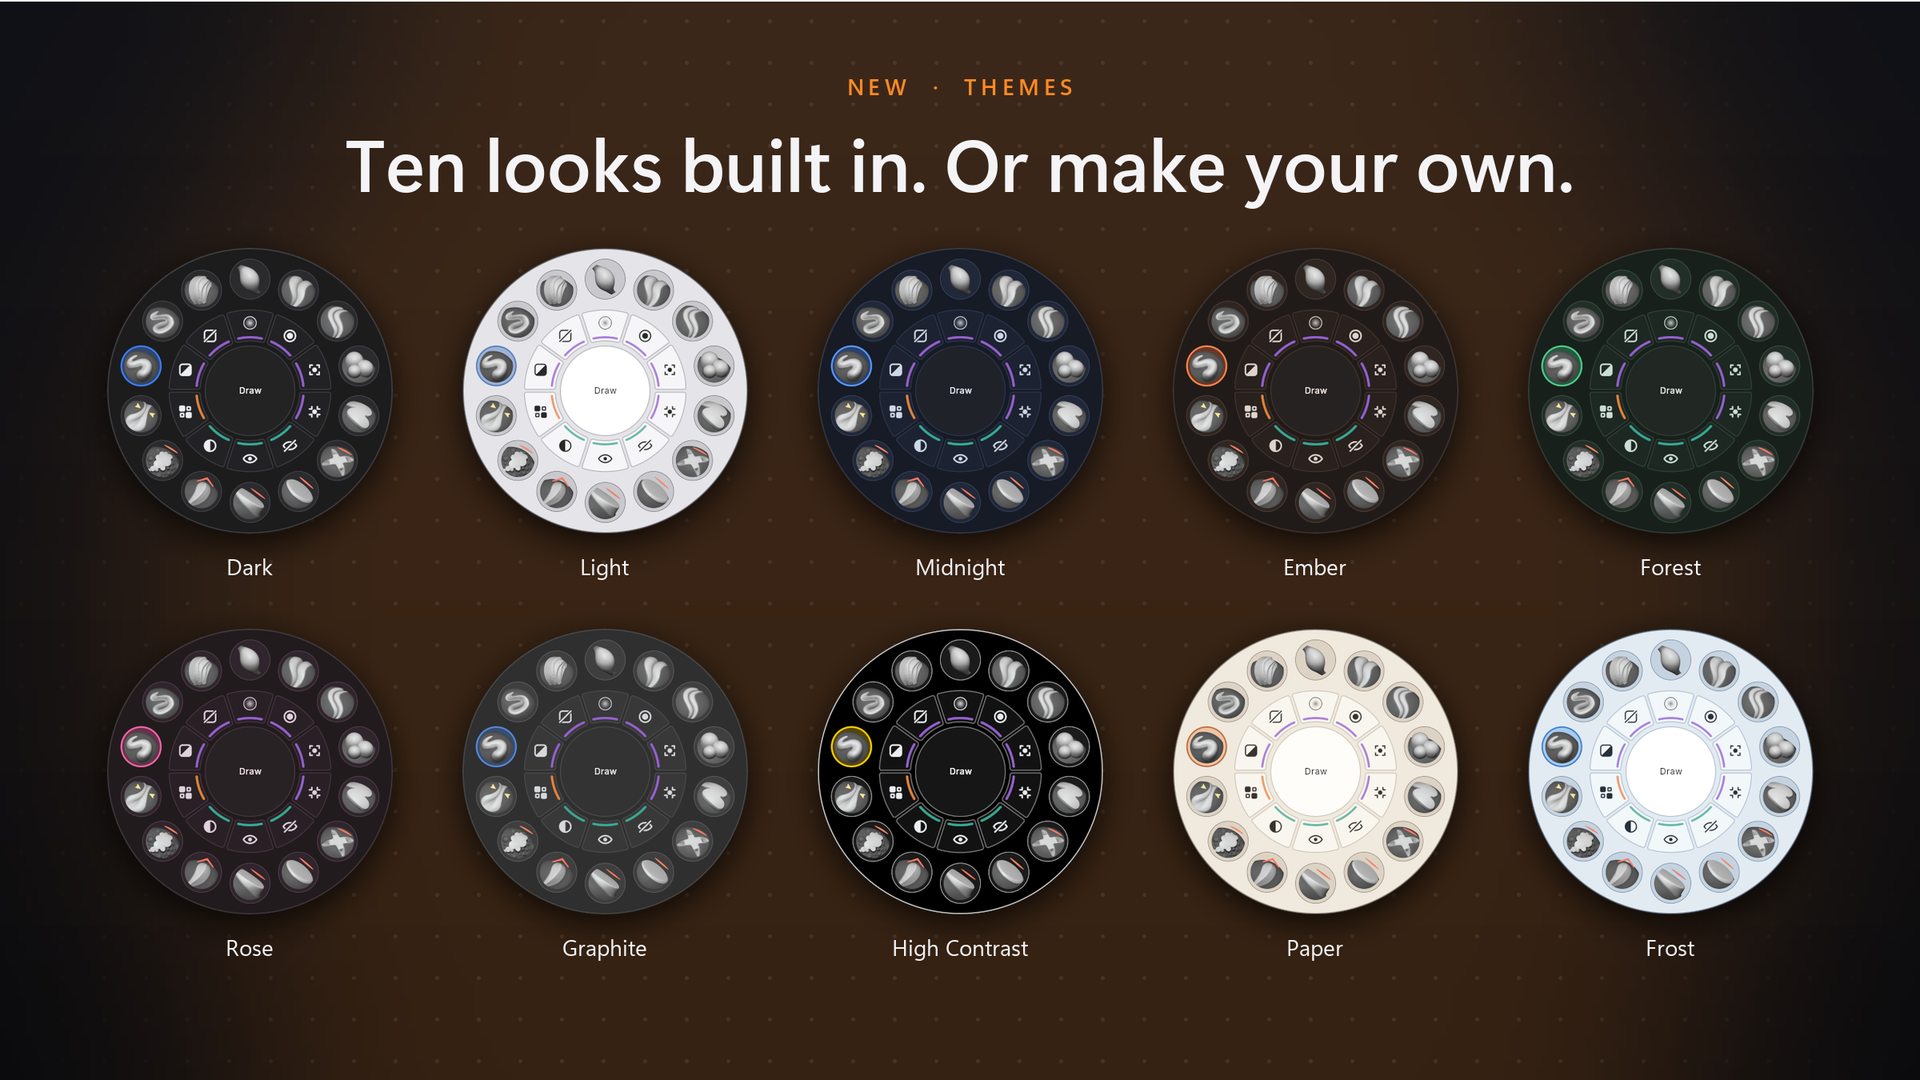 NEW · THEMES
Ten looks built in. Or make your own.
Draw
Draw
Draw
Draw
Draw
Dark
Light
Midnight
Ember
Forest
Draw
Draw
Draw
Draw
Draw
Rose
Graphite
High Contrast
Paper
Frost